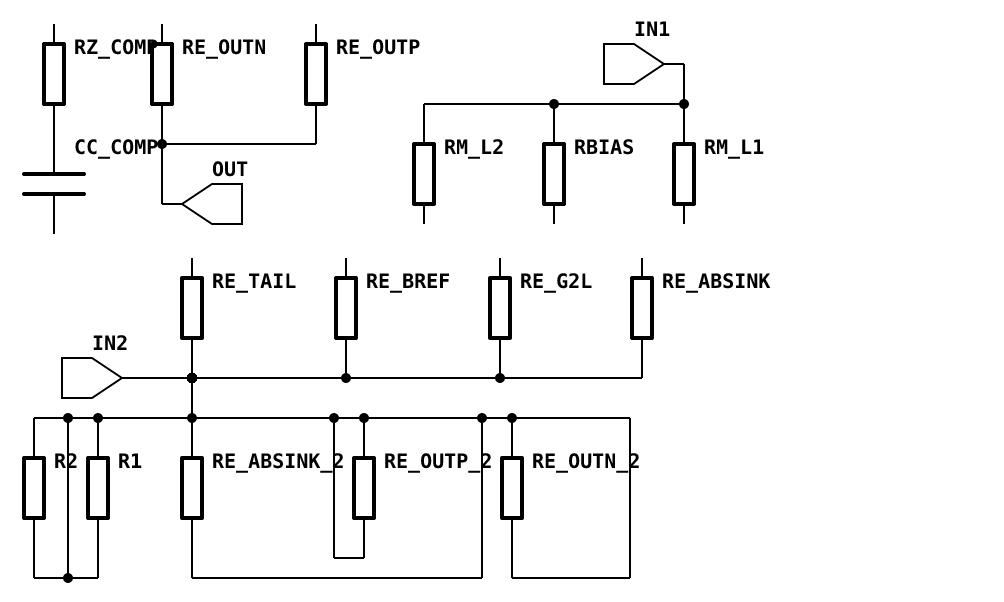 IN1
RZ_COMP
RE_OUTN
RE_OUTP
CC_COMP
RM_L2
RBIAS
RM_L1
OUT
RE_TAIL
RE_BREF
RE_G2L
RE_ABSINK
IN2
R2
R1
RE_ABSINK_2
RE_OUTP_2
RE_OUTN_2